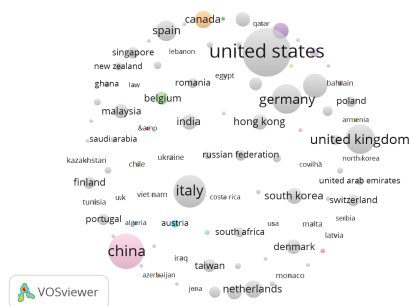 canada
qatar
spain
united states
singapore
lebanon
new zealand
egypt
ghana
law
romania
bahrain
belgium
germany
poland
malaysia
armenia
&amp
india
hong kong
saudi arabia
united kingdom
kazakhstan
ukraine
russian federation
north korea
chile
covilhã
finland
united arab emirates
tunisia
uk
viet nam
italy
costa rica
south korea
switzerland
portugal
algeria
austria
usa
malta
serbia
south africa
latvia
china
denmark
iraq
taiwan
azerbaijan
monaco
jena
netherlands
VOSviewer